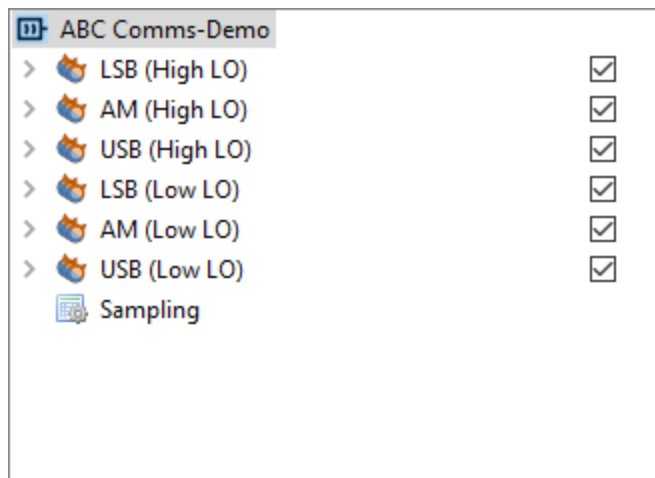 ABC Comms-Demo
LSB (High LO)
AM (High LO)
USB (High LO)
LSB (Low LO)
AM (Low LO)
USB (Low LO)
Sampling